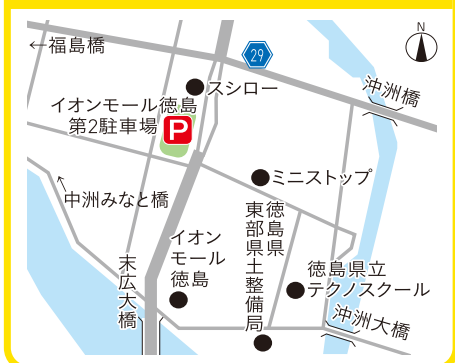 N
←福島橋
29
沖洲橋
スシロー
イオンモール徳島
第2駐車場
P
ミニストップ
中洲みなと橋
徳島県
東部県土整備局
イオン
モール
徳島
末広大橋
徳島県立
テクノスクール
沖洲大橋